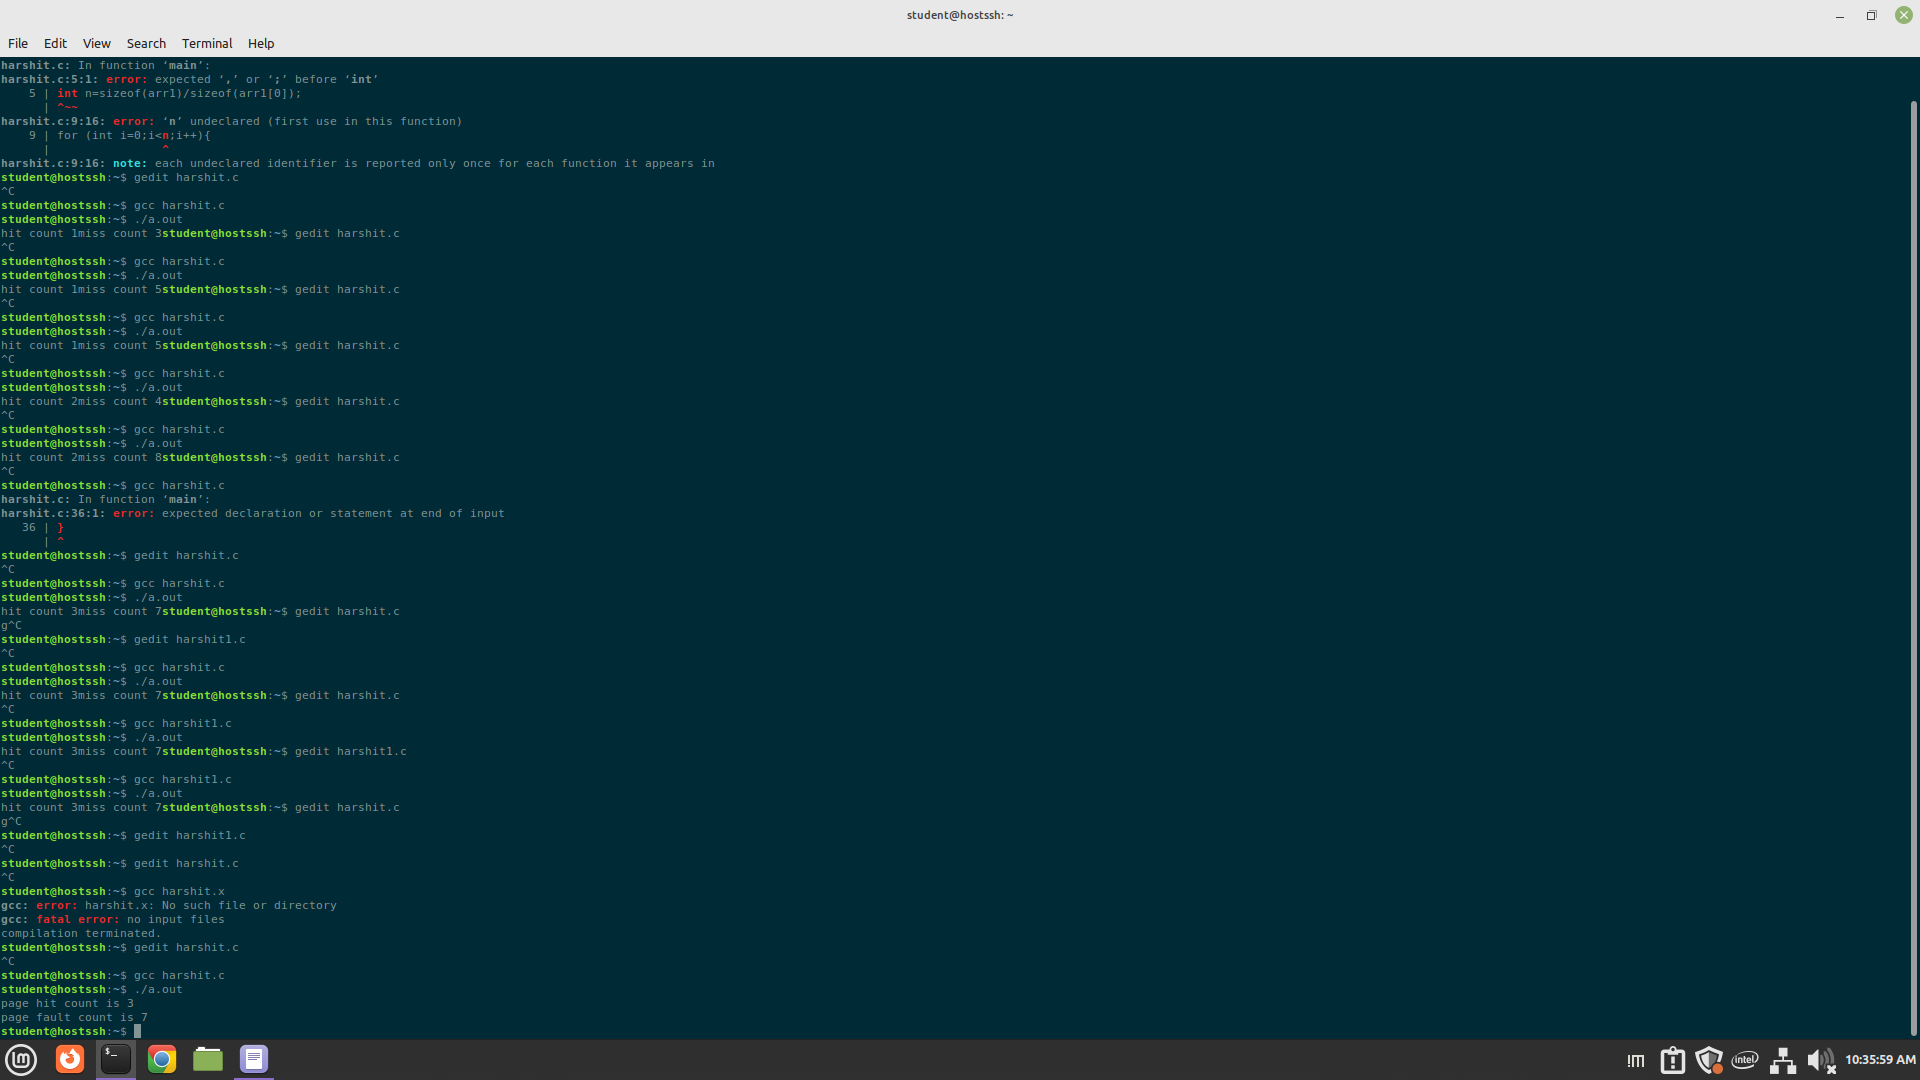 student@hostssh: ~
File Edit View Search Terminal Help
harshit.c: In function ‘main’:
harshit.c:5:1: error: expected ‘,’ or ‘;’ before ‘int’
    5 | int n=sizeof(arr1)/sizeof(arr1[0]);
      | ^~~
harshit.c:9:16: error: ‘n’ undeclared (first use in this function)
    9 | for (int i=0;i<n;i++){
      |                ^
harshit.c:9:16: note: each undeclared identifier is reported only once for each function it appears in
student@hostssh:~$ gedit harshit.c
^C
student@hostssh:~$ gcc harshit.c
student@hostssh:~$ ./a.out
hit count 1miss count 3student@hostssh:~$ gedit harshit.c
^C
student@hostssh:~$ gcc harshit.c
student@hostssh:~$ ./a.out
hit count 1miss count 5student@hostssh:~$ gedit harshit.c
^C
student@hostssh:~$ gcc harshit.c
student@hostssh:~$ ./a.out
hit count 1miss count 5student@hostssh:~$ gedit harshit.c
^C
student@hostssh:~$ gcc harshit.c
student@hostssh:~$ ./a.out
hit count 2miss count 4student@hostssh:~$ gedit harshit.c
^C
student@hostssh:~$ gcc harshit.c
student@hostssh:~$ ./a.out
hit count 2miss count 8student@hostssh:~$ gedit harshit.c
^C
student@hostssh:~$ gcc harshit.c
harshit.c: In function ‘main’:
harshit.c:36:1: error: expected declaration or statement at end of input
   36 | }
      | ^
student@hostssh:~$ gedit harshit.c
^C
student@hostssh:~$ gcc harshit.c
student@hostssh:~$ ./a.out
hit count 3miss count 7student@hostssh:~$ gedit harshit.c
g^C
student@hostssh:~$ gedit harshit1.c
^C
student@hostssh:~$ gcc harshit.c
student@hostssh:~$ ./a.out
hit count 3miss count 7student@hostssh:~$ gedit harshit.c
^C
student@hostssh:~$ gcc harshit1.c
student@hostssh:~$ ./a.out
hit count 3miss count 7student@hostssh:~$ gedit harshit1.c
^C
student@hostssh:~$ gcc harshit1.c
student@hostssh:~$ ./a.out
hit count 3miss count 7student@hostssh:~$ gedit harshit.c
g^C
student@hostssh:~$ gedit harshit1.c
^C
student@hostssh:~$ gedit harshit.c
^C
student@hostssh:~$ gcc harshit.x
gcc: error: harshit.x: No such file or directory
gcc: fatal error: no input files
compilation terminated.
student@hostssh:~$ gedit harshit.c
^C
student@hostssh:~$ gcc harshit.c
student@hostssh:~$ ./a.out
page hit count is 3
page fault count is 7
student@hostssh:~$
intel 10:35:59 AM